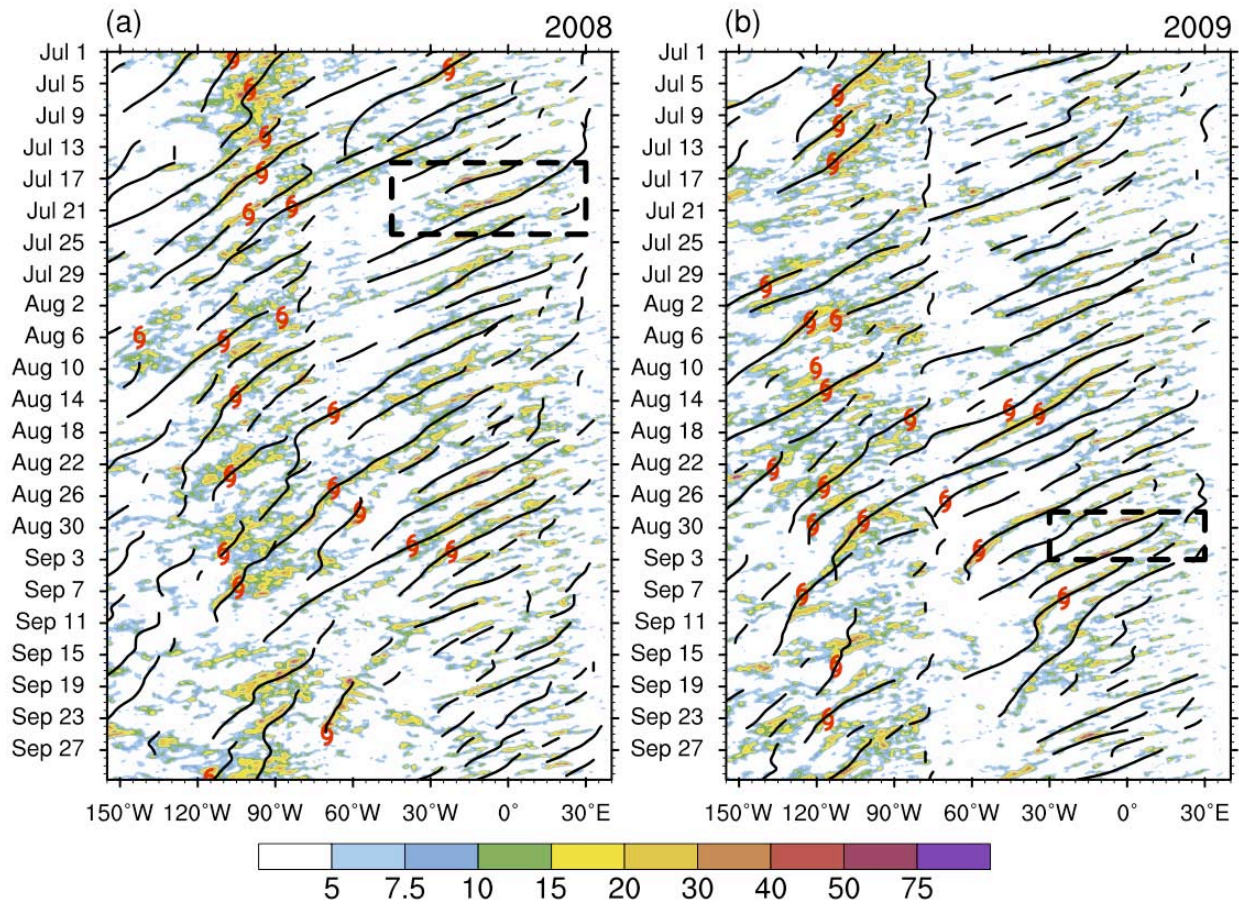 (a) 2008
(b) 2009
Jul 1
Jul 5
Jul 9
Jul 13
Jul 17
Jul 21
Jul 25
Jul 29
Aug 2
Aug 6
Aug 10
Aug 14
Aug 18
Aug 22
Aug 26
Aug 30
Sep 3
Sep 7
Sep 11
Sep 15
Sep 19
Sep 23
Sep 27
Jul 1
Jul 5
Jul 9
Jul 13
Jul 17
Jul 21
Jul 25
Jul 29
Aug 2
Aug 6
Aug 10
Aug 14
Aug 18
Aug 22
Aug 26
Aug 30
Sep 3
Sep 7
Sep 11
Sep 15
Sep 19
Sep 23
Sep 27
150°W 120°W 90°W 60°W 30°W 0° 30°E
150°W 120°W 90°W 60°W 30°W 0° 30°E
5 7.5 10 15 20 30 40 50 75